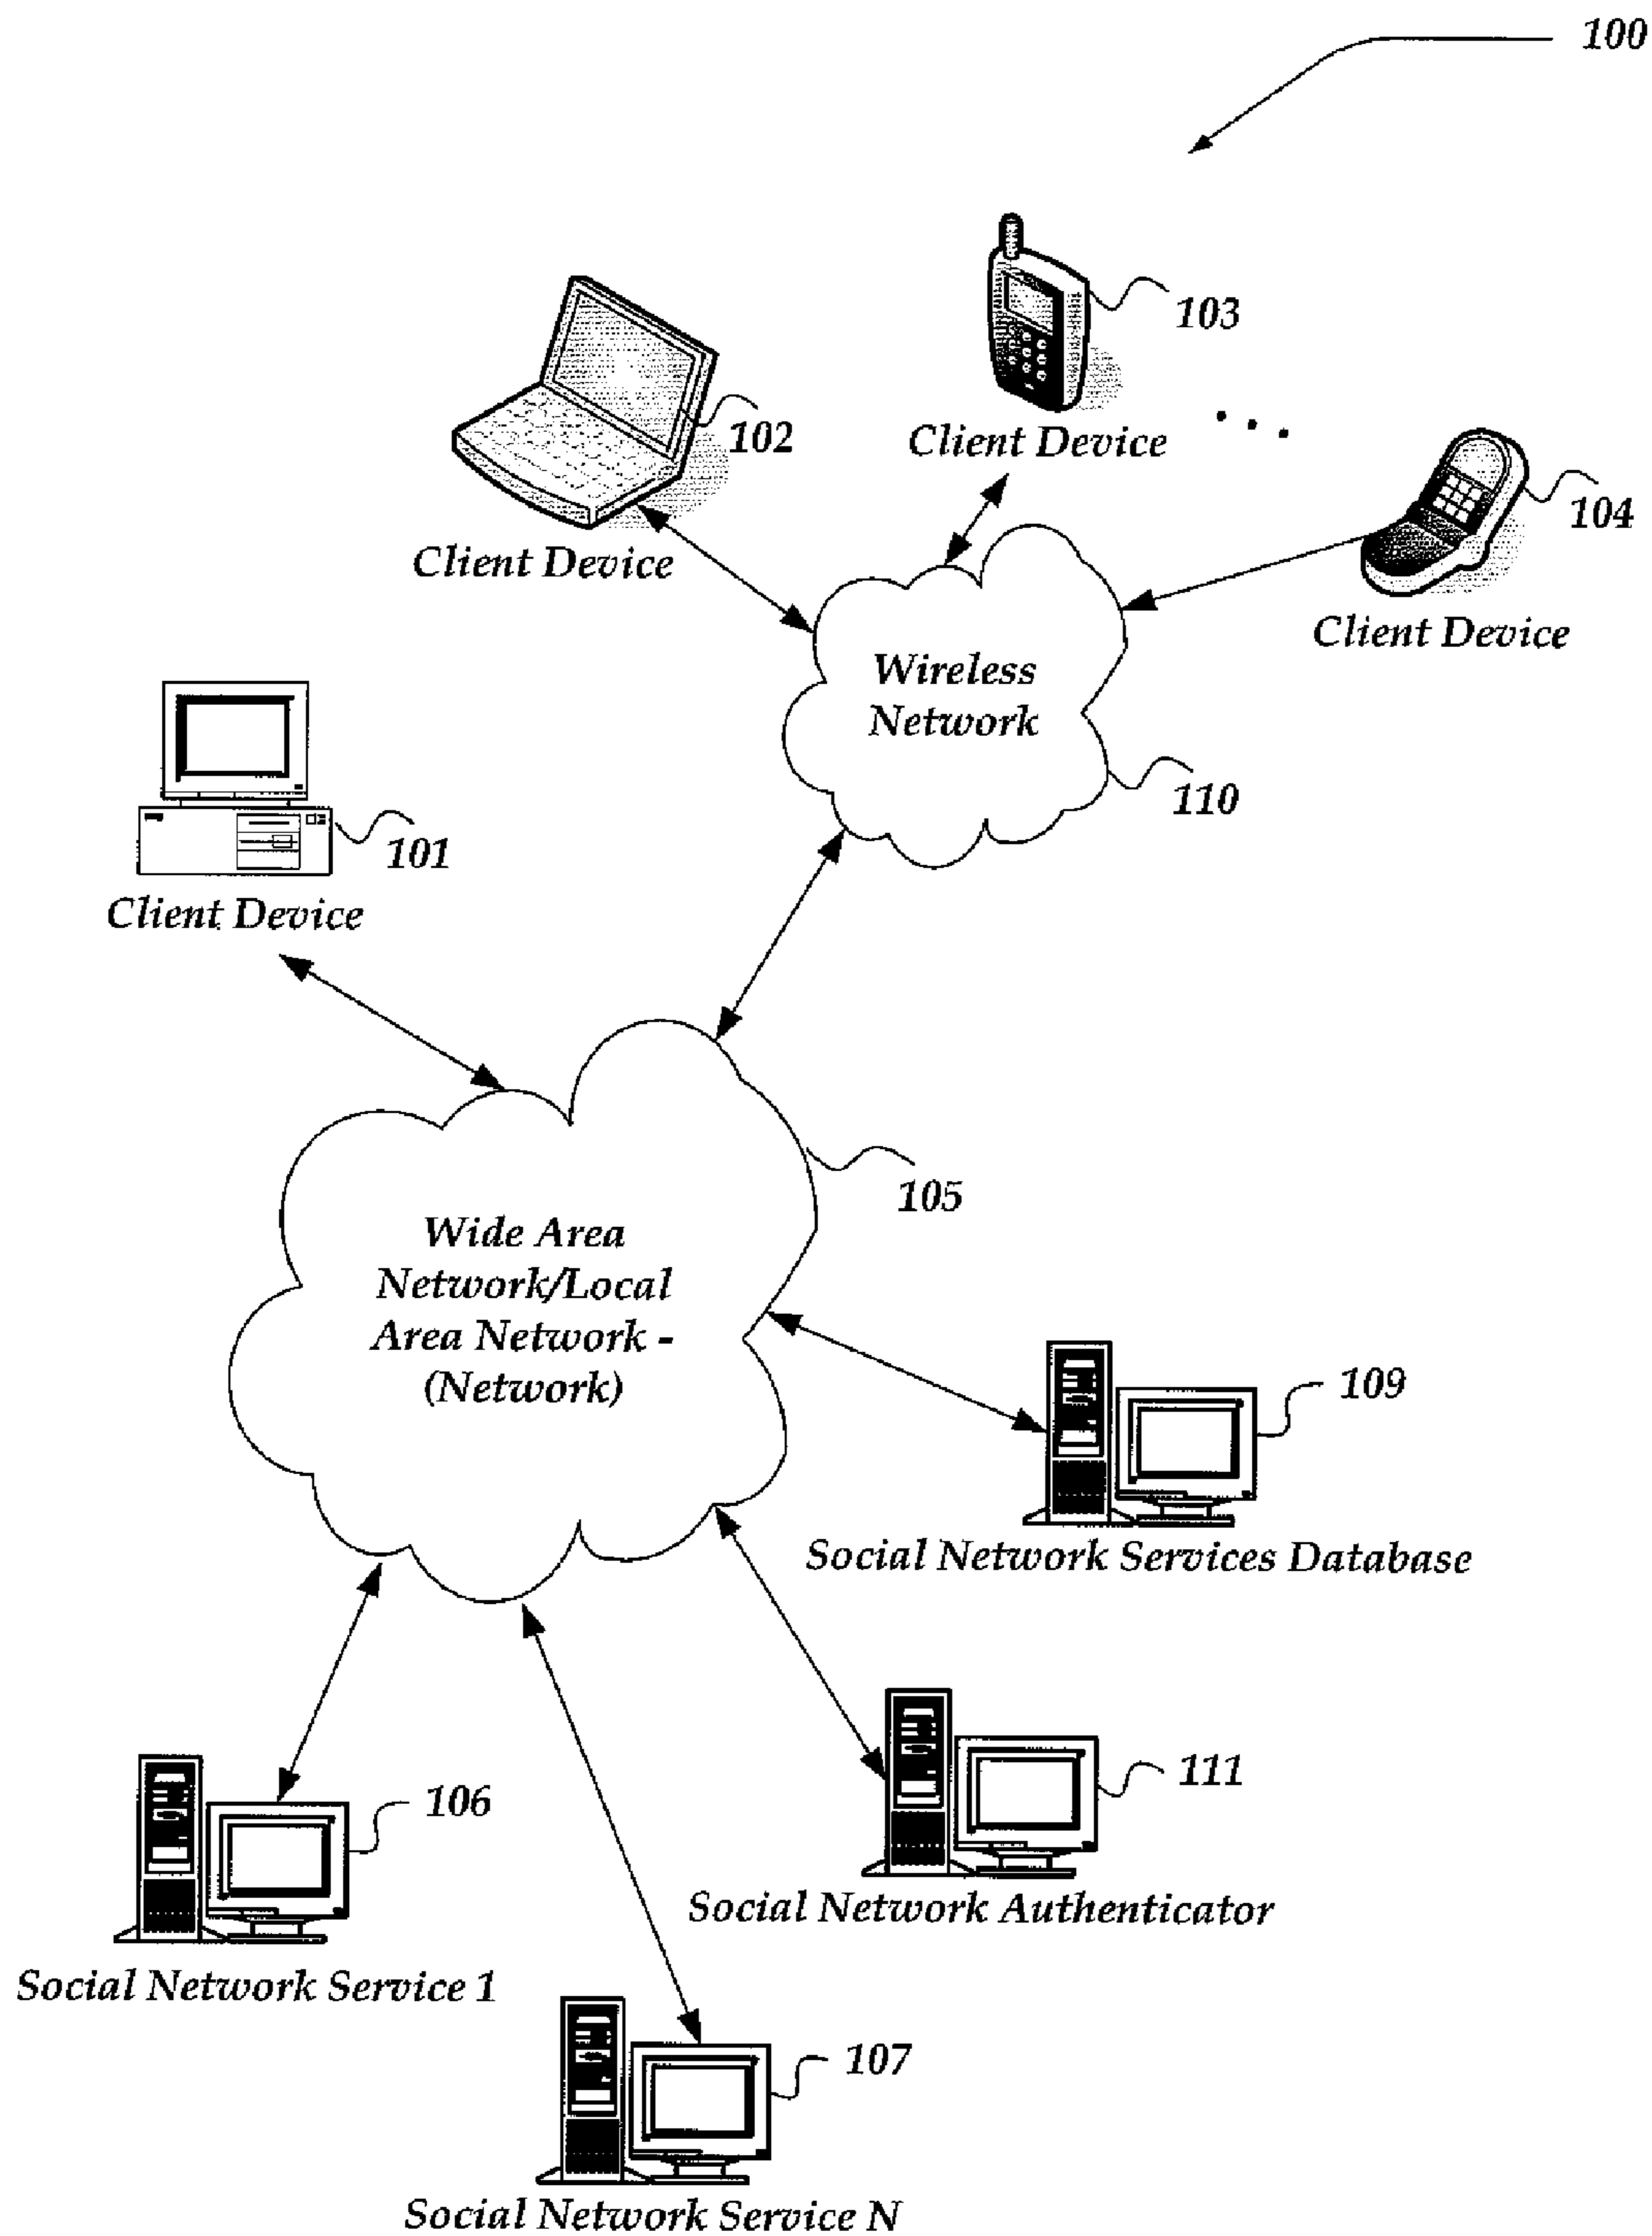 100
103
102
Client Device
104
Client Device
Client Device
Wireless
Network
110
101
Client Device
105
Wide Area
Network/Local
Area Network -
(Network)
109
Social Network Services Database
111
106
Social Network Authenticator
Social Network Service 1
107
Social Network Service N